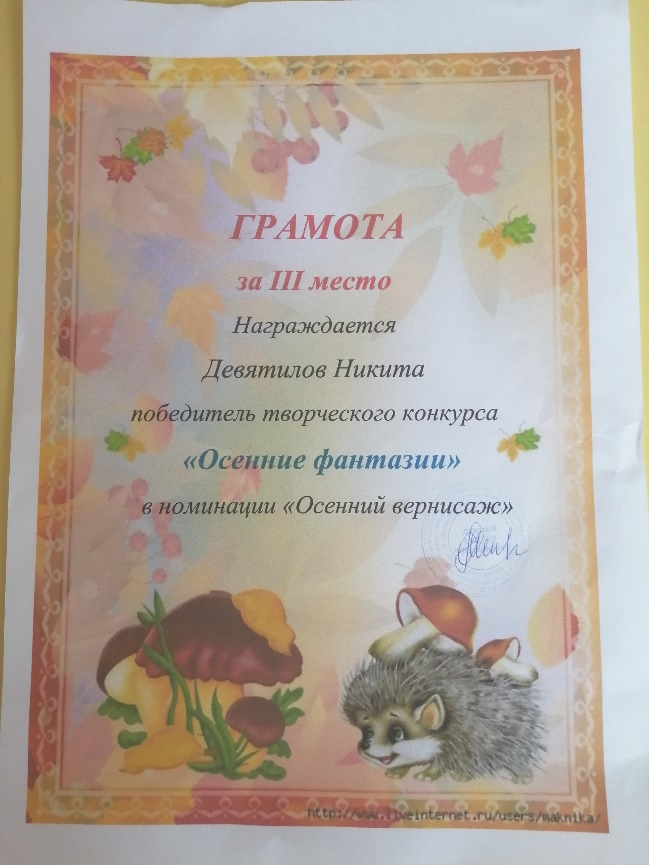 ГРАМОТА
за III место
Награждается
Девятилов Никита
победитель творческого конкурса
«Осенние фантазии»
в номинации «Осенний вернисаж»
http://www.liveinternet.ru/users/maknika/